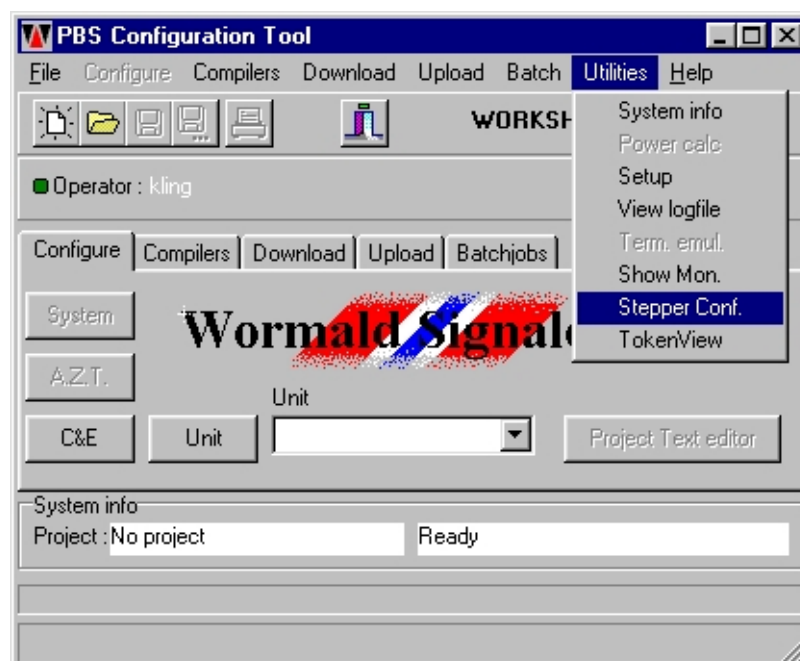 PBS Configuration Tool
File Configure Compilers Download Upload Batch Utilities Help
WORKSH
System info
Power calc
Setup
View logfile
Term. emul.
Show Mon.
Stepper Conf.
TokenView
Operator : kling
Configure Compilers Download Upload Batchjobs
System
Wormald Signal
A.Z.T.
Unit
C&E Unit Project Text editor
System info
Project : No project Ready